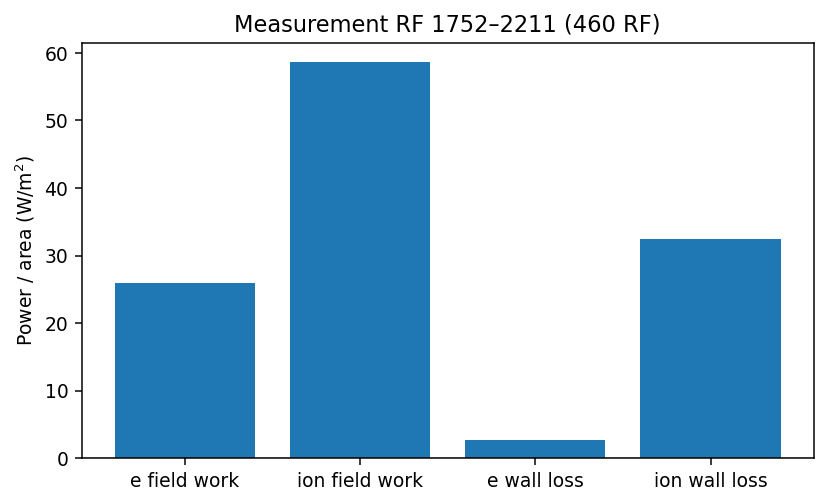 Measurement RF 1752–2211 (460 RF)
Power / area (W/m²)
60
50
40
30
20
10
0
e field work ion field work e wall loss ion wall loss